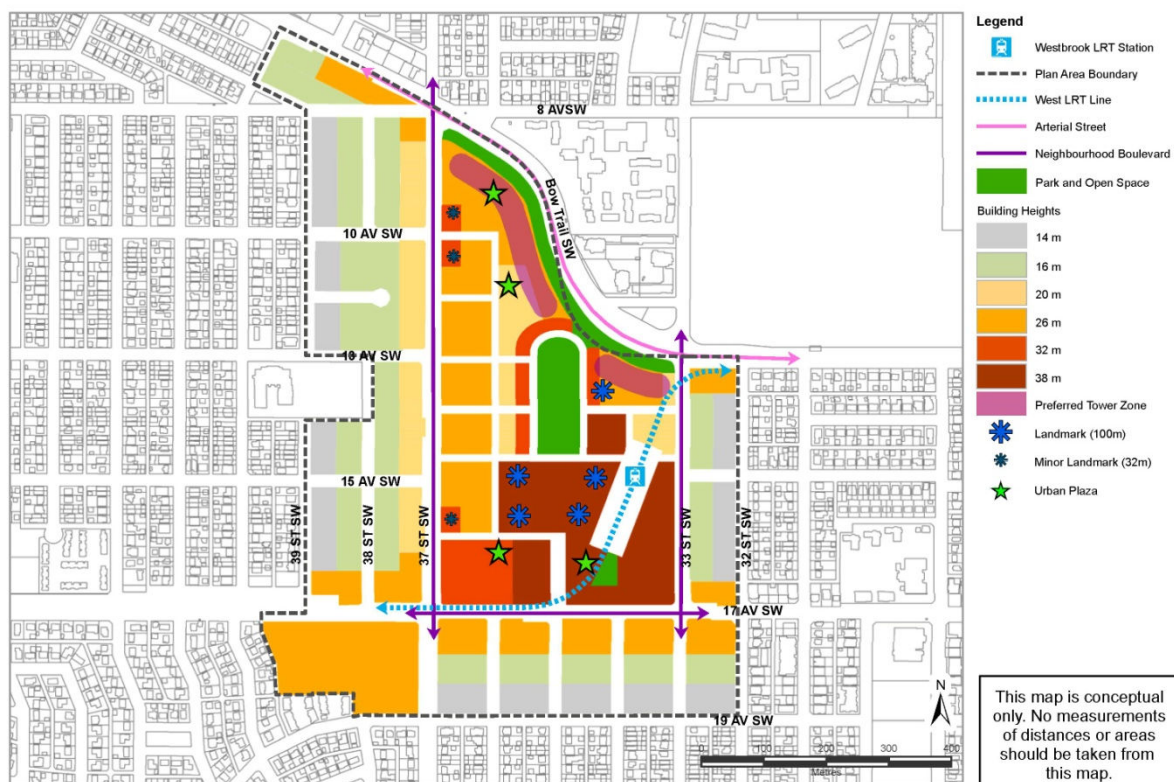 8 AVSW
Bow Trail SW
10 AV SW
13 AV SW
15 AV SW
39 ST SW
38 ST SW
37 ST SW
33 ST SW
32 ST SW
17 AV SW
19 AV SW
N
0 100 200 300 400
Metres
Legend
Westbrook LRT Station
Plan Area Boundary
West LRT Line
Arterial Street
Neighbourhood Boulevard
Park and Open Space
Building Heights
14 m
16 m
20 m
26 m
32 m
38 m
Preferred Tower Zone
Landmark (100m)
Minor Landmark (32m)
Urban Plaza
This map is conceptual
only. No measurements
of distances or areas
should be taken from
this map.